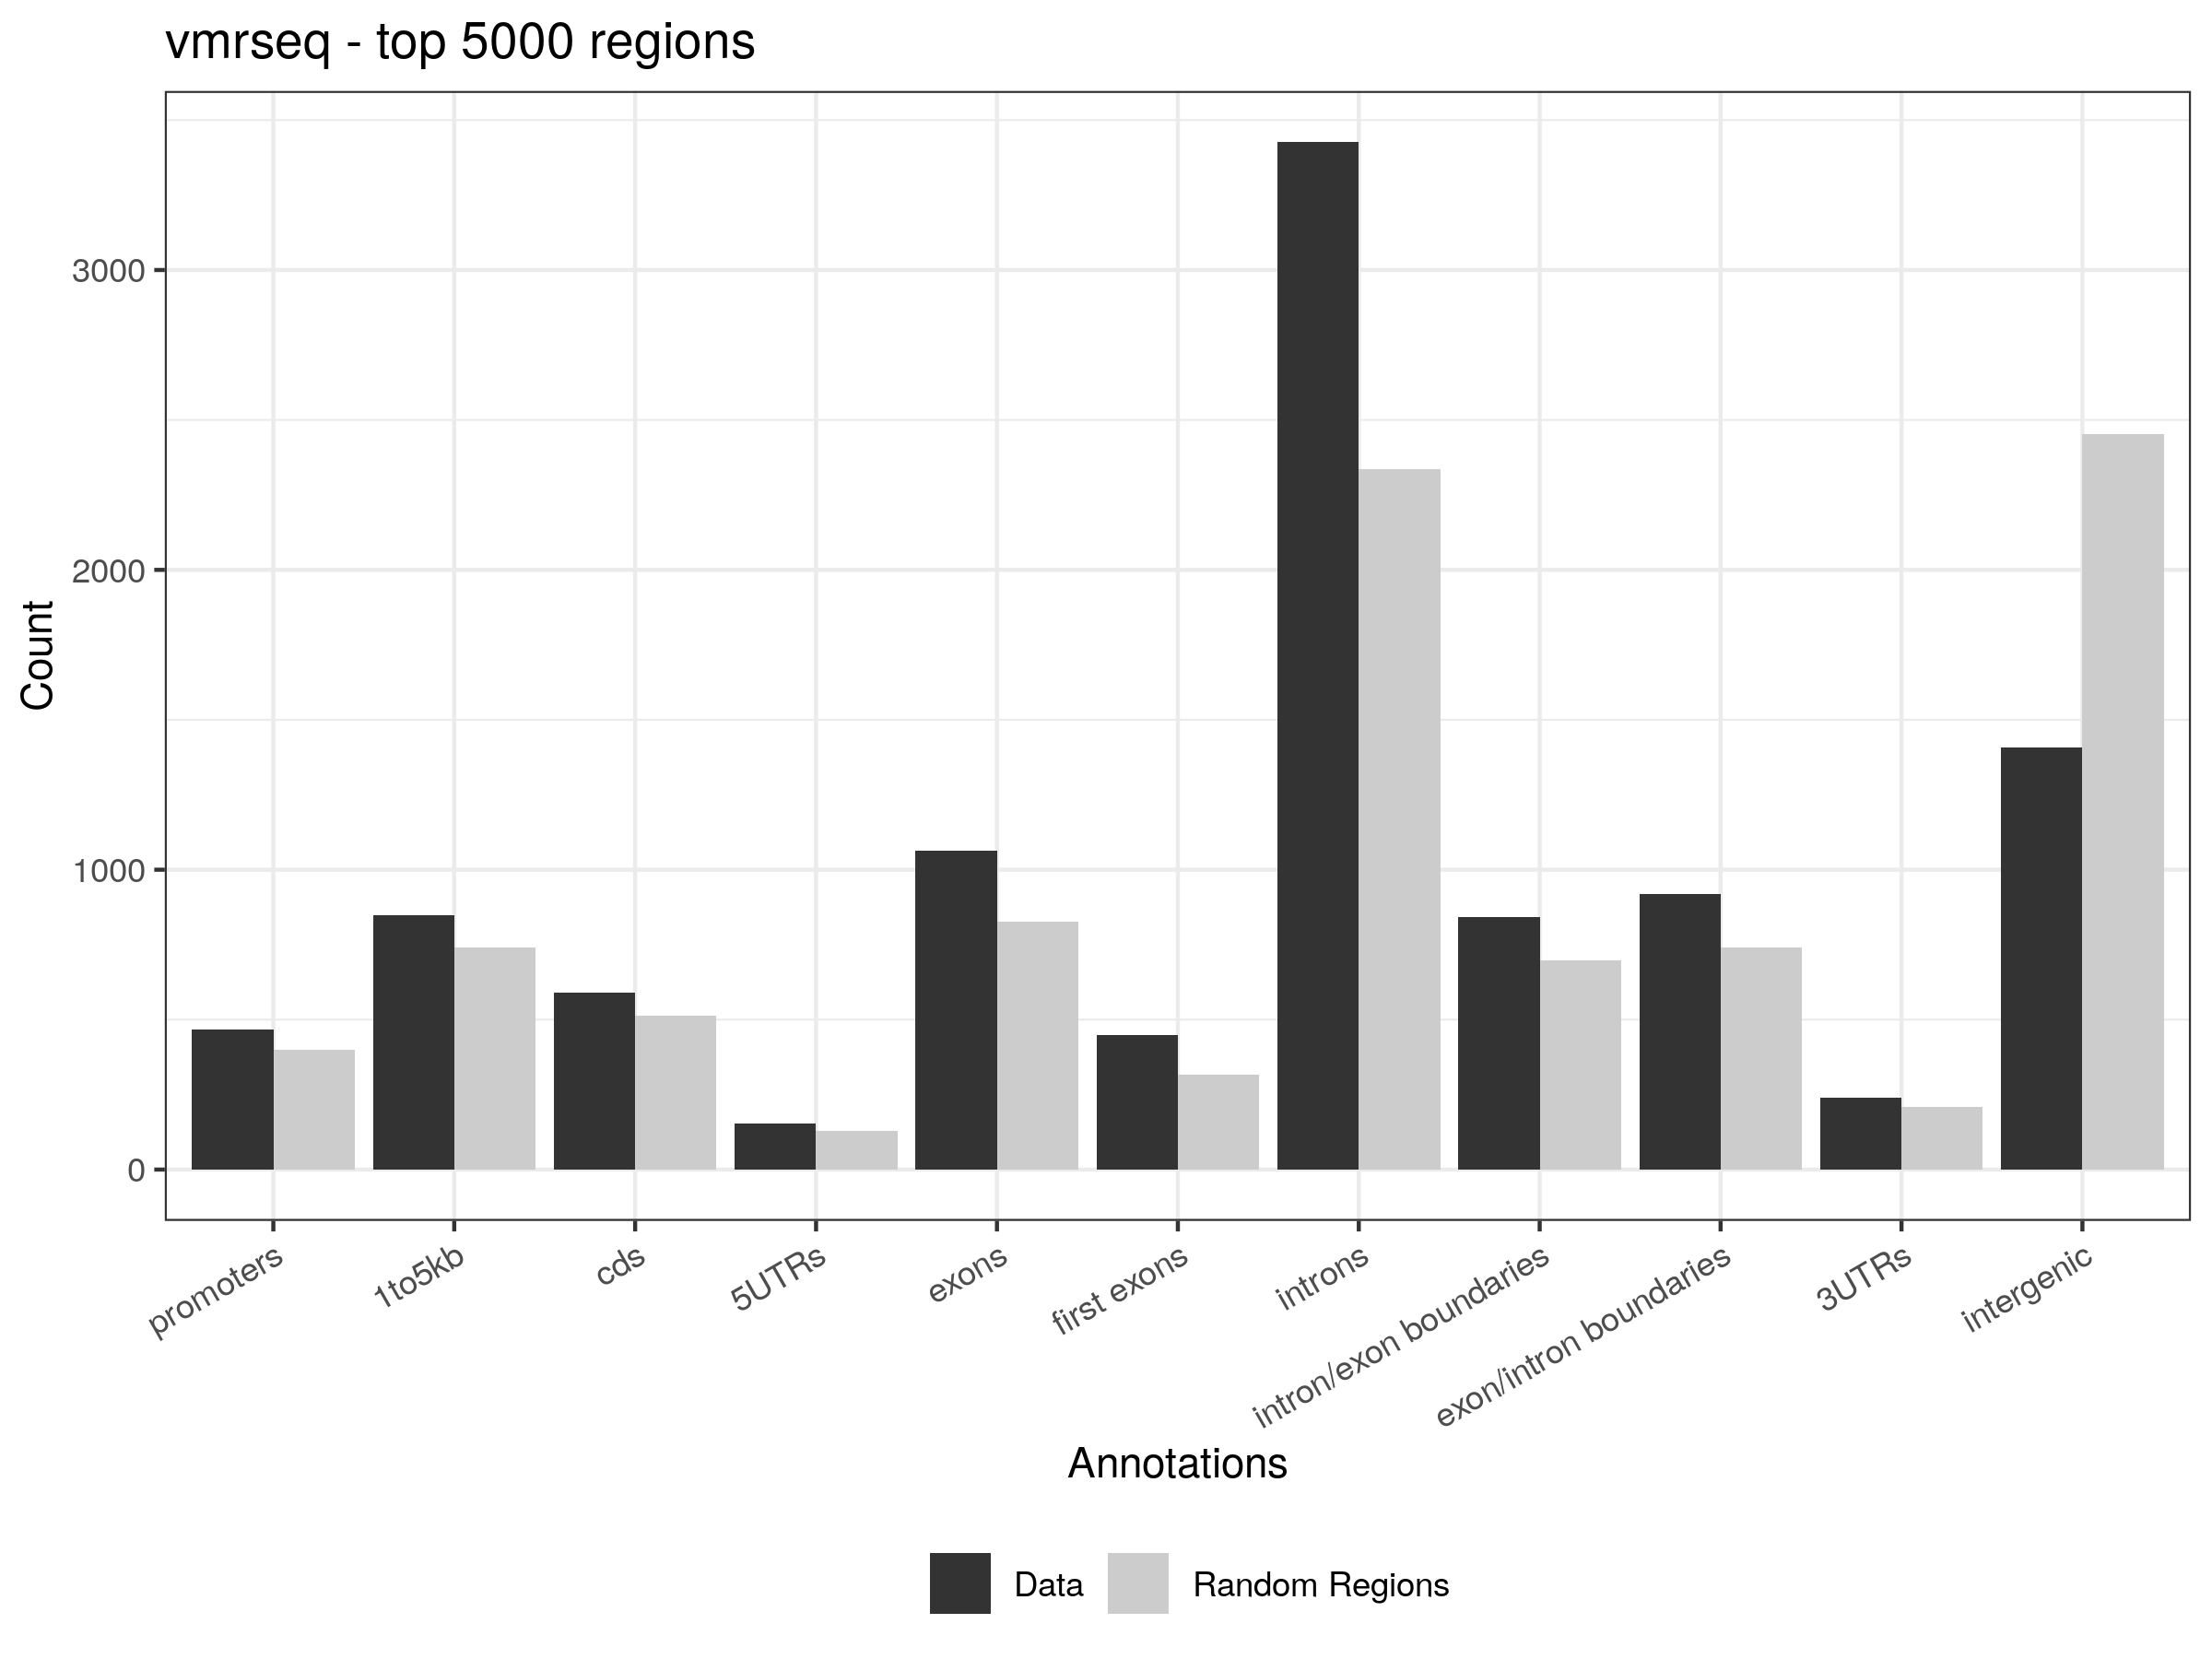 vmrseq - top 5000 regions
Count
3000
2000
1000
0
promoters
1to5kb
cds
5UTRs
exons
first exons
introns
intron/exon boundaries
exon/intron boundaries
3UTRs
intergenic
Annotations
Data
Random Regions